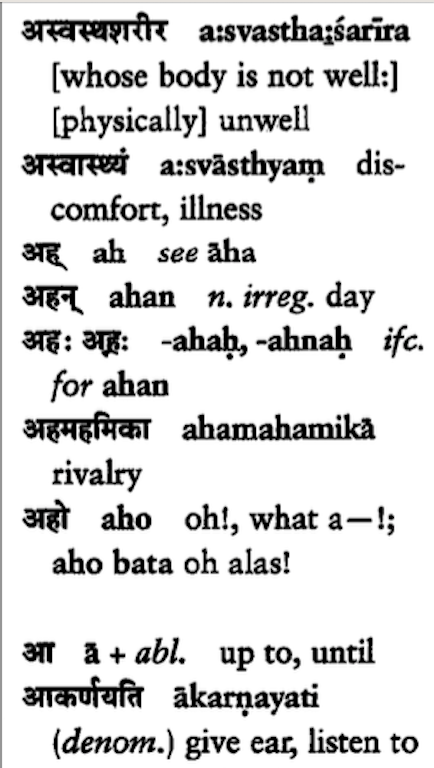 अस्वस्थशरीर a:svastha:śarīra
[whose body is not well:]
[physically] unwell
अस्वास्थ्यं a:svāsthyaṃ dis-
comfort, illness
अह् ah see āha
अहन् ahan n. irreg. day
अहः अह्नः -ahaḥ, -ahnaḥ ifc.
for ahan
अहमहमिका ahamahamikā
rivalry
अहो aho oh!, what a—!;
aho bata oh alas!
आ ā + abl. up to, until
आकर्णयति ākarṇayati
(denom.) give ear, listen to